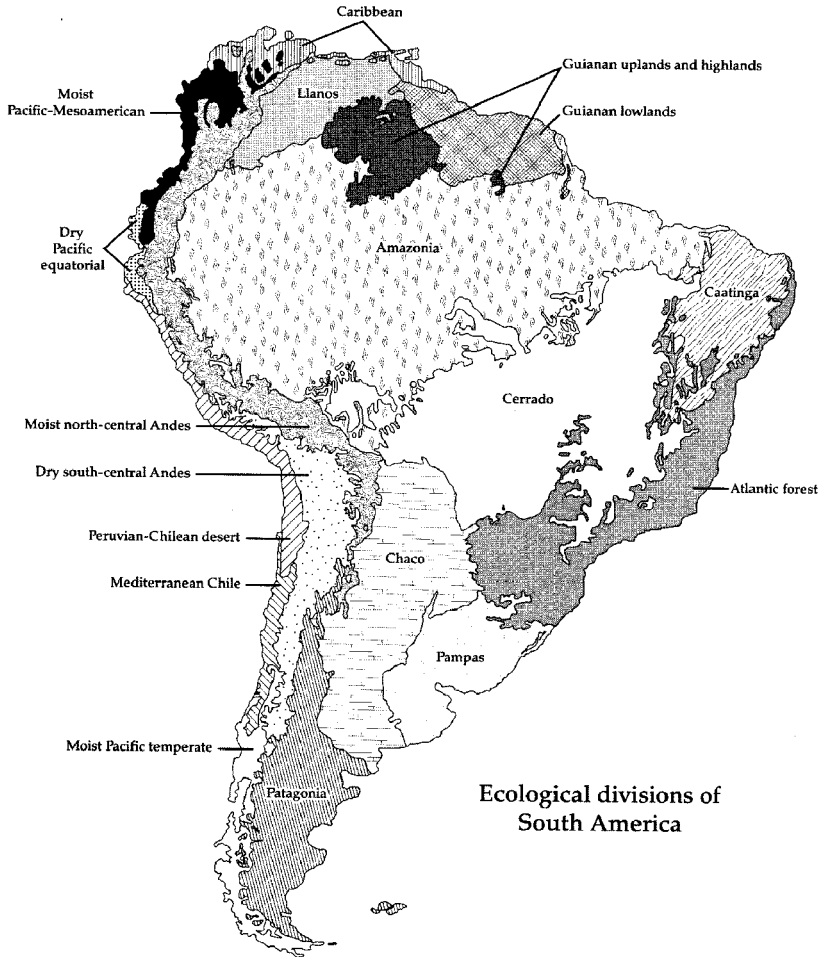 Caribbean
Moist
Pacific-Mesoamerican
Llanos
Guianan uplands and highlands
Guianan lowlands
Dry
Pacific
equatorial
Amazonia
Caatinga
Cerrado
Moist north-central Andes
Dry south-central Andes
Atlantic forest
Peruvian-Chilean desert
Chaco
Mediterranean Chile
Pampas
Moist Pacific temperate
Patagonia
Ecological divisions of
South America